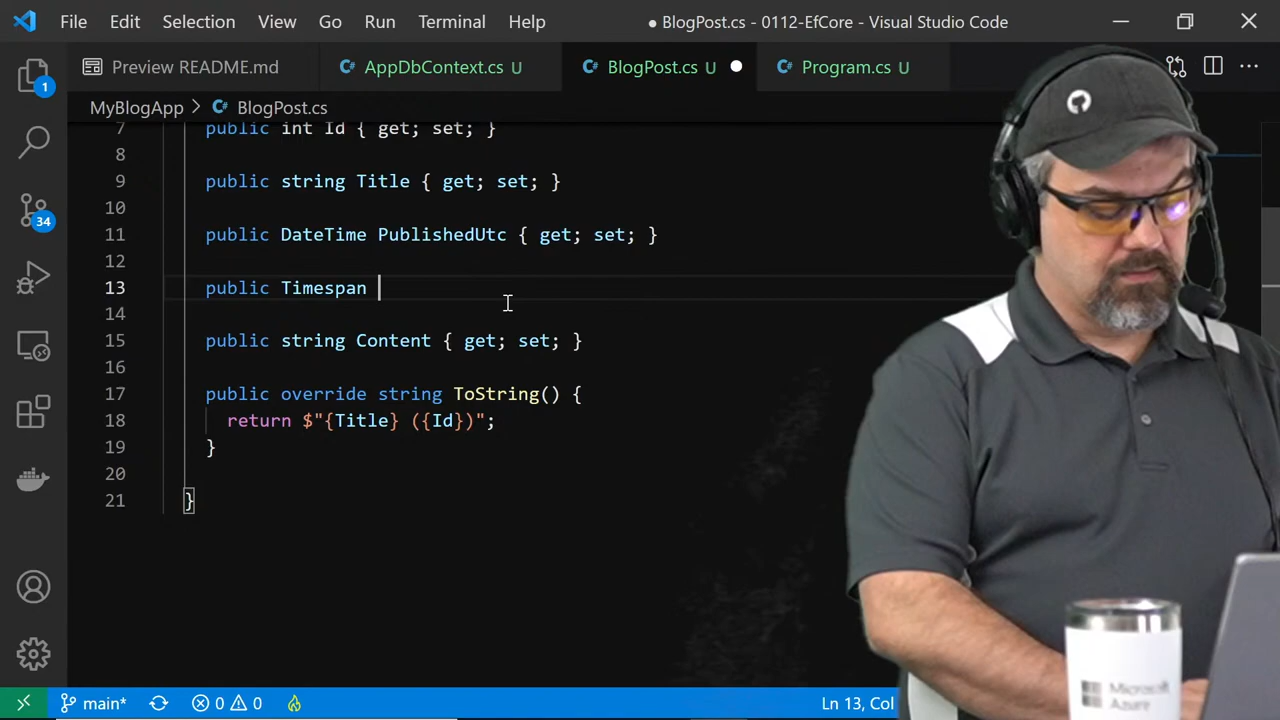 File Edit Selection View Go Run Terminal Help
● BlogPost.cs - 0112-EfCore - Visual Studio Code
Preview README.md
AppDbContext.cs U
BlogPost.cs U
Program.cs U
MyBlogApp > BlogPost.cs
7 public int Id { get; set; }
8
9 public string Title { get; set; }
10
11 public DateTime PublishedUtc { get; set; }
12
13 public Timespan
14
15 public string Content { get; set; }
16
17 public override string ToString() {
18 return $"{Title} ({Id})";
19 }
20
21 }
1
34
main*
0 0
Ln 13, Col
Microsoft
Azure